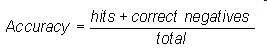 Accuracy = hits + correct negatives / total